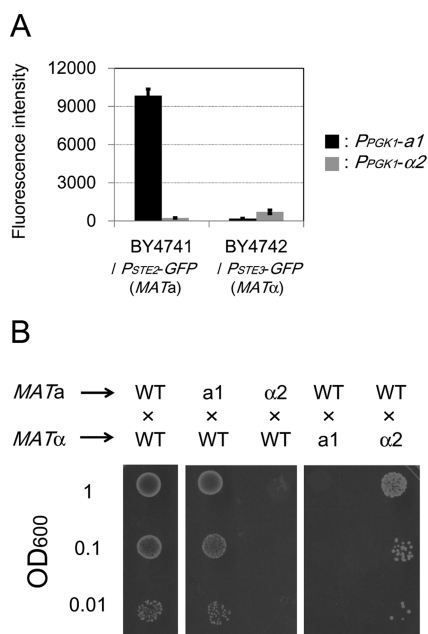 A
Fluorescence intensity
12000
9000
6000
3000
0
: PPGK1-a1
: PPGK1-α2
BY4741 BY4742
/ PSTE2-GFP / PSTE3-GFP
(MATa) (MATα)
B
MATa → WT a1 α2 WT WT
× × × × ×
MATα → WT WT WT a1 α2
OD600
1
0.1
0.01